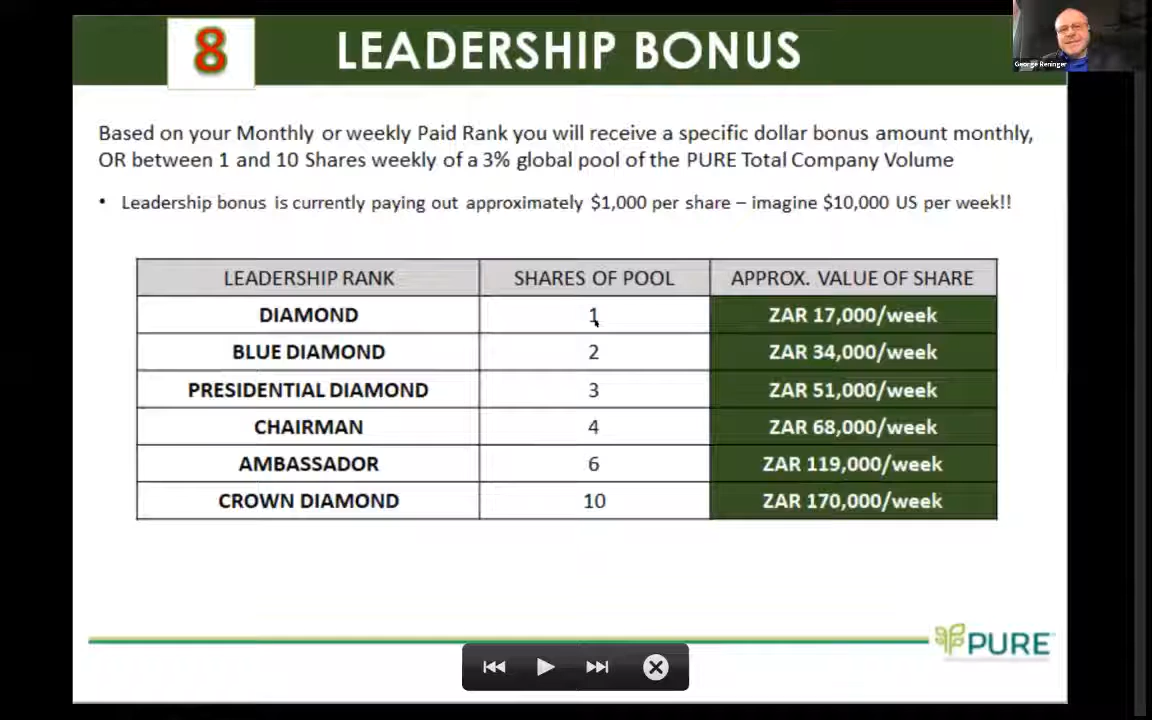 8
LEADERSHIP BONUS
George Reninger
Based on your Monthly or weekly Paid Rank you will receive a specific dollar bonus amount monthly,
OR between 1 and 10 Shares weekly of a 3% global pool of the PURE Total Company Volume
• Leadership bonus is currently paying out approximately $1,000 per share – imagine $10,000 US per week!!
LEADERSHIP RANK SHARES OF POOL APPROX. VALUE OF SHARE
DIAMOND 1 ZAR 17,000/week
BLUE DIAMOND 2 ZAR 34,000/week
PRESIDENTIAL DIAMOND 3 ZAR 51,000/week
CHAIRMAN 4 ZAR 68,000/week
AMBASSADOR 6 ZAR 119,000/week
CROWN DIAMOND 10 ZAR 170,000/week
PURE